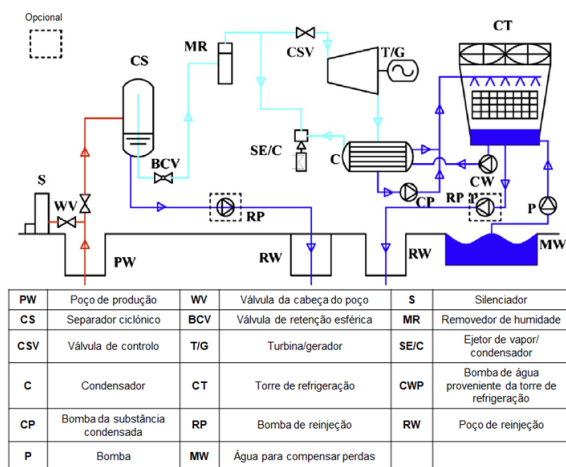 Opcional
CT
CS
MR
CSV
T/G
SE/C
BCV
C
CW
S
WV
CP
RP
RP
P
PW
RW
RW
MW
PW Poço de produção WV Válvula da cabeça do poço S Silenciador
CS Separador ciclónico BCV Válvula de retenção esférica MR Removedor de humidade
CSV Válvula de controlo T/G Turbina/gerador SE/C Ejetor de vapor/
condensador
C Condensador CT Torre de refrigeração CWP Bomba de água
proveniente da torre de
refrigeração
CP Bomba da substância
condensada RP Bomba de reinjeção RW Poço de reinjeção
P Bomba MW Água para compensar perdas